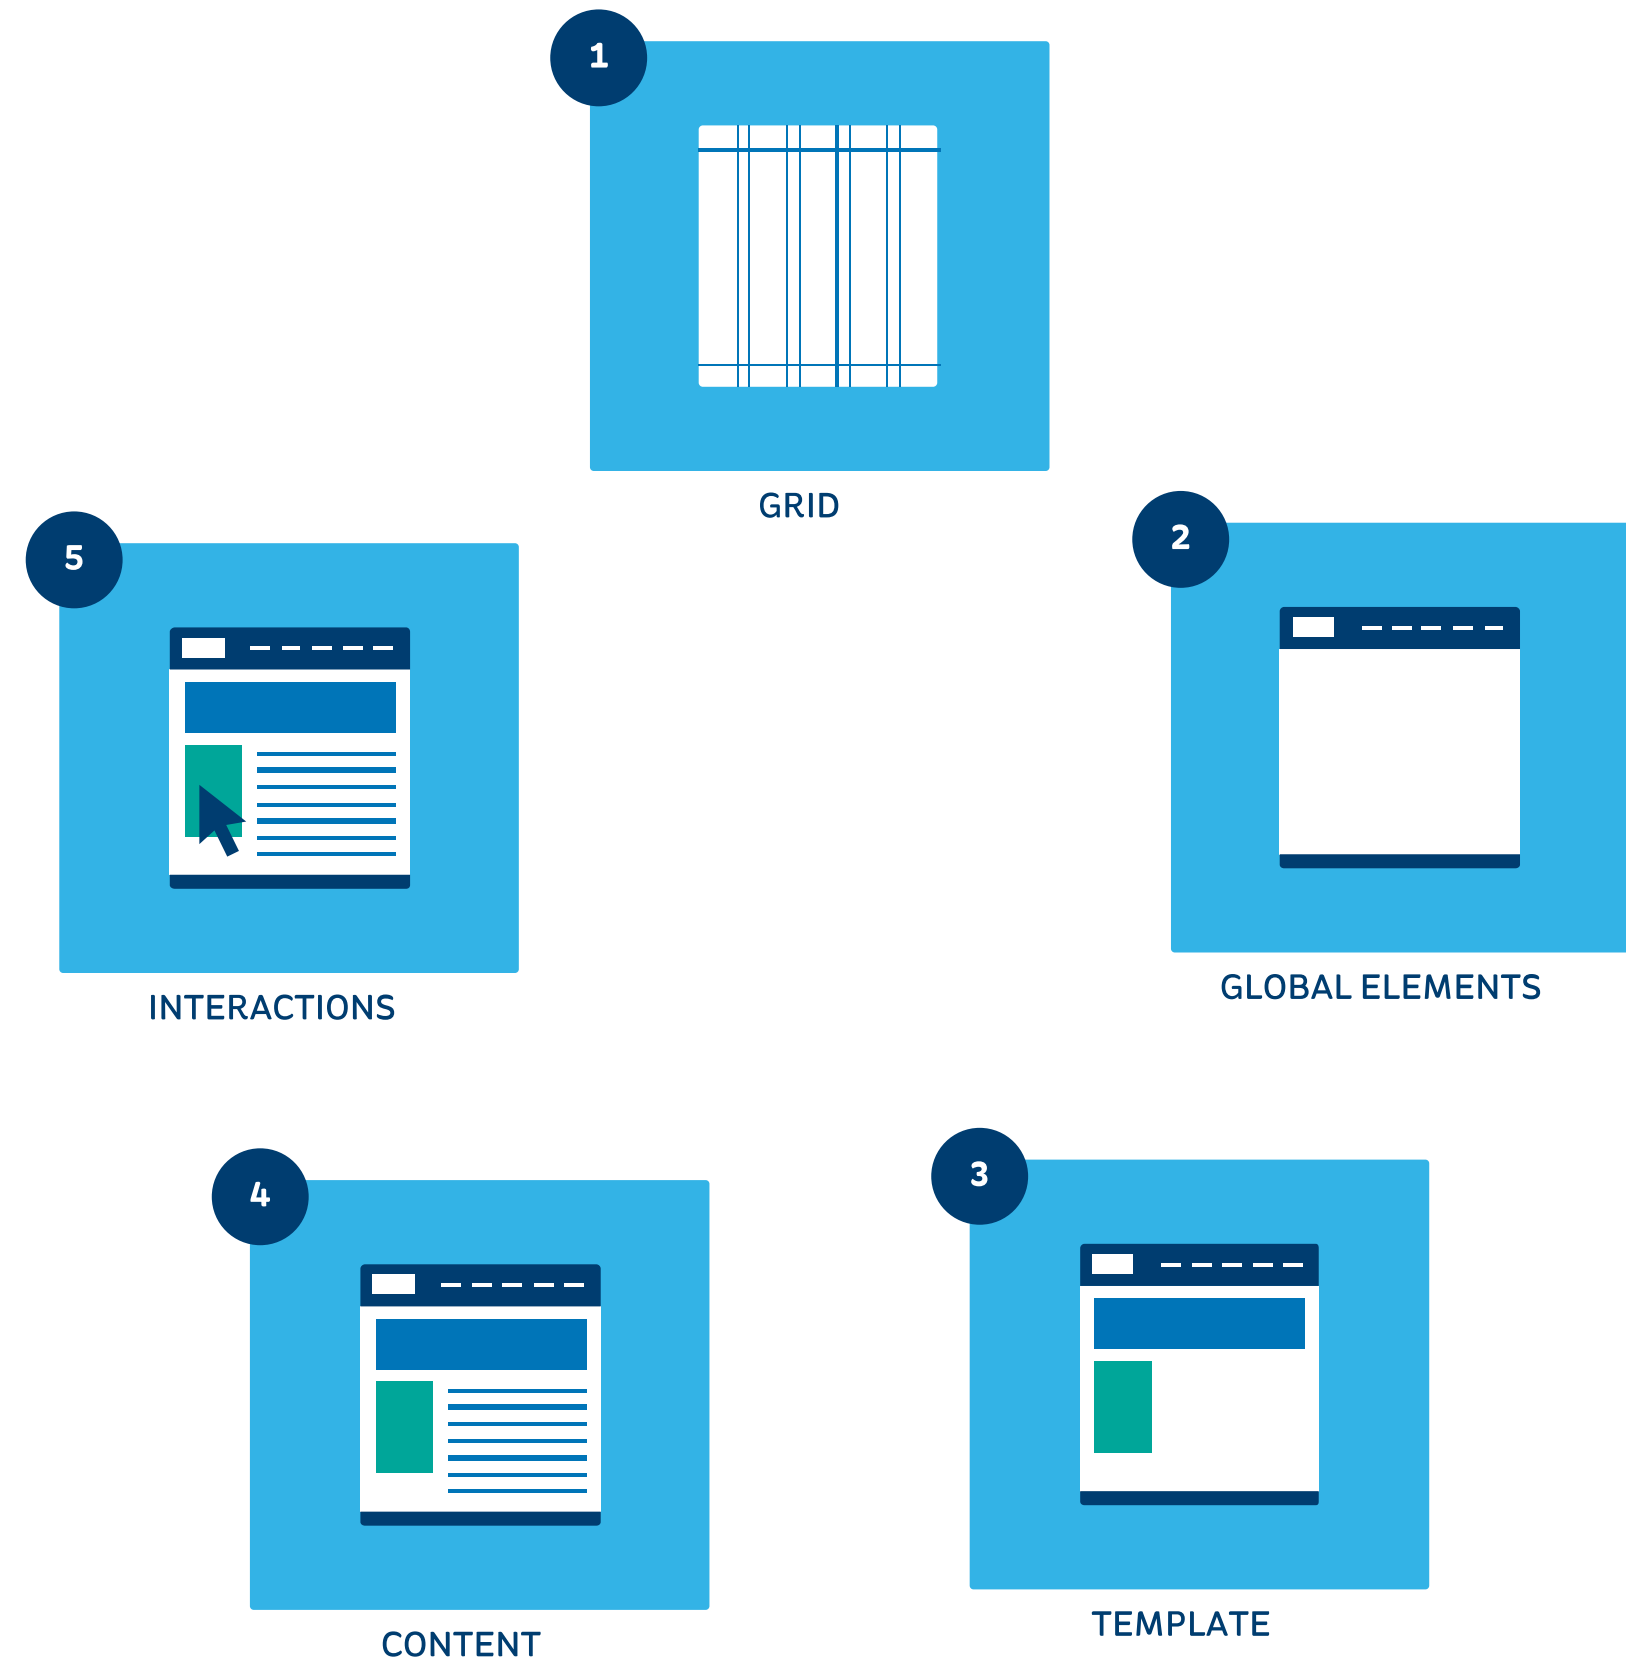 1
GRID
2
GLOBAL ELEMENTS
3
TEMPLATE
4
CONTENT
5
INTERACTIONS